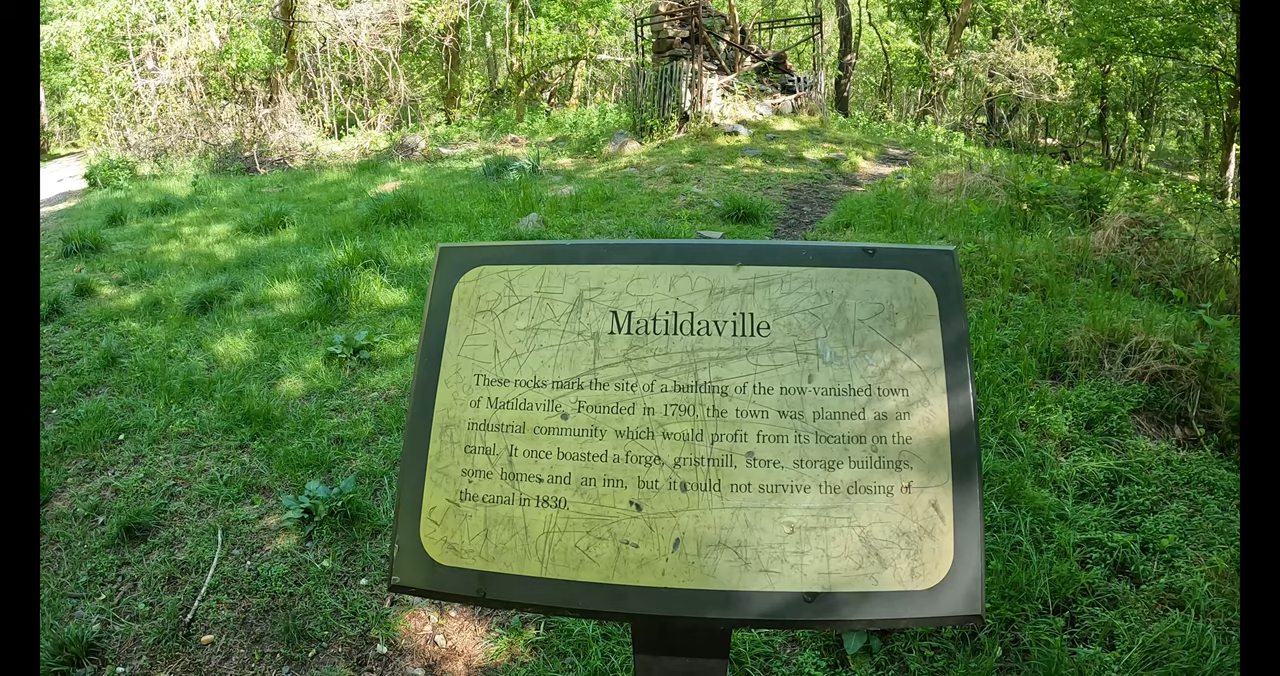 Matildaville
These rocks mark the site of a building of the now-vanished town
of Matildaville. Founded in 1790, the town was planned as an
industrial community which would profit from its location on the
canal. It once boasted a forge, gristmill, store, storage buildings,
some homes and an inn, but it could not survive the closing of
the canal in 1830.